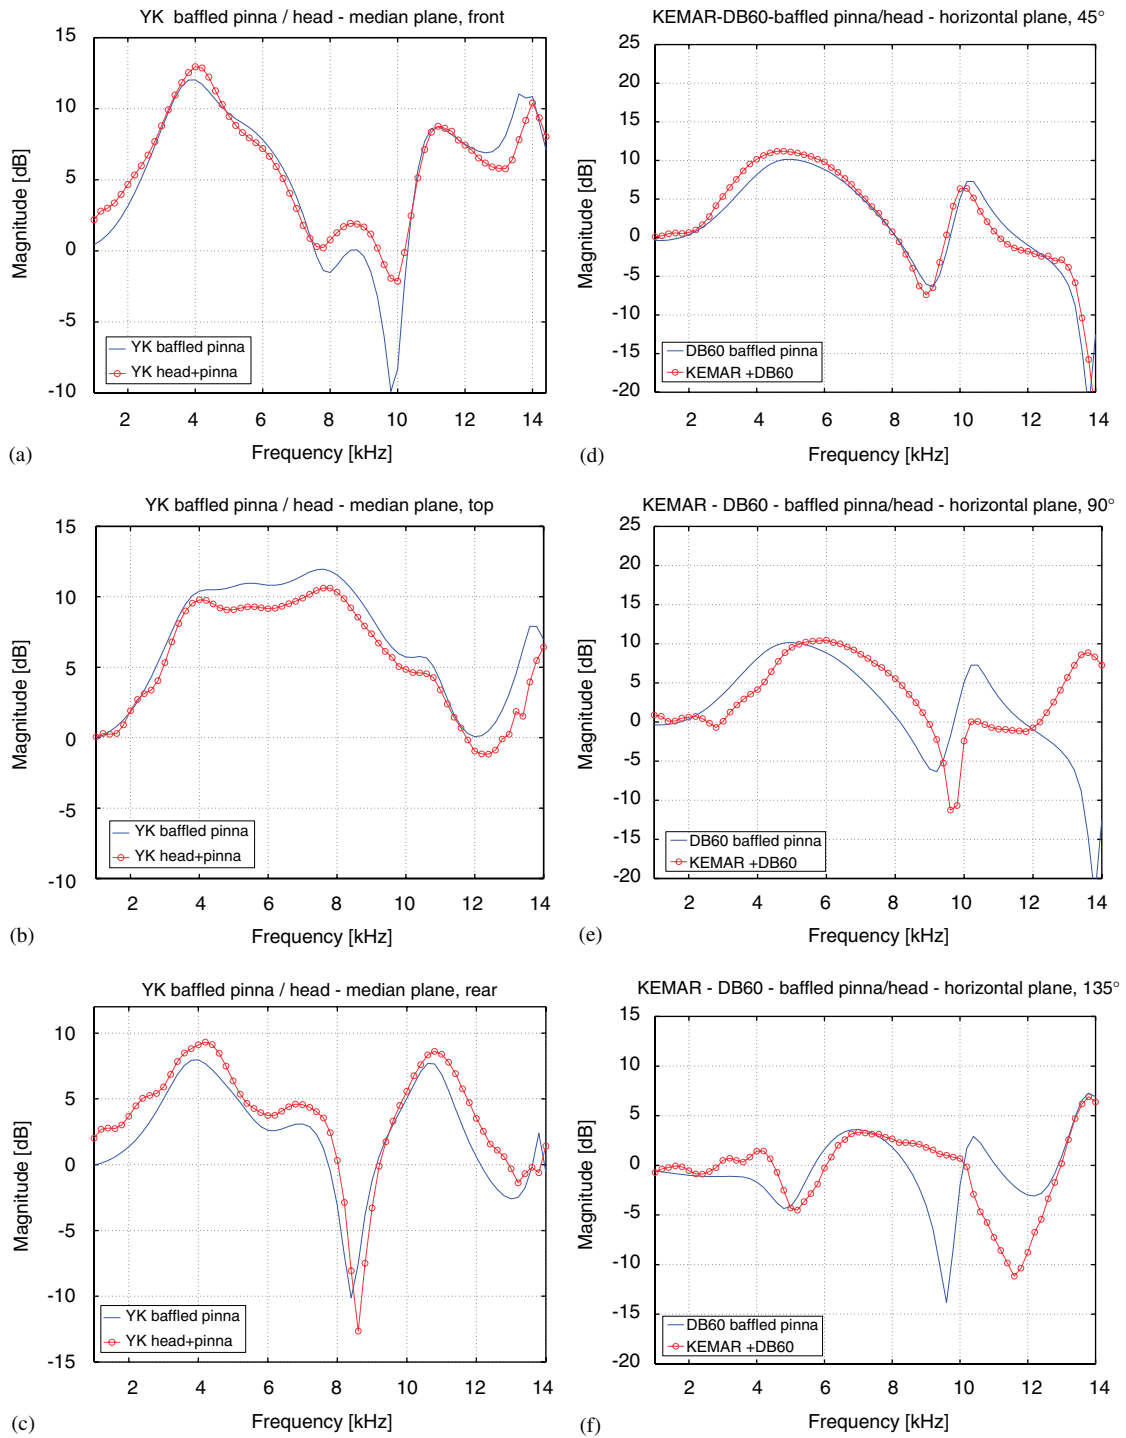 YK baffled pinna / head - median plane, front
15
10
5
0
-5
-10
Magnitude [dB]
YK baffled pinna
YK head+pinna
2 4 6 8 10 12 14
Frequency [kHz]
(a)
KEMAR-DB60-baffled pinna/head - horizontal plane, 45°
25
20
15
10
5
0
-5
-10
-15
-20
Magnitude [dB]
DB60 baffled pinna
KEMAR +DB60
2 4 6 8 10 12 14
Frequency [kHz]
(d)
YK baffled pinna / head - median plane, top
15
10
5
0
-5
-10
Magnitude [dB]
YK baffled pinna
YK head+pinna
2 4 6 8 10 12 14
Frequency [kHz]
(b)
KEMAR - DB60 - baffled pinna/head - horizontal plane, 90°
25
20
15
10
5
0
-5
-10
-15
-20
Magnitude [dB]
DB60 baffled pinna
KEMAR +DB60
2 4 6 8 10 12 14
Frequency [kHz]
(e)
YK baffled pinna / head - median plane, rear
10
5
0
-5
-10
-15
Magnitude [dB]
YK baffled pinna
YK head+pinna
2 4 6 8 10 12 14
Frequency [kHz]
(c)
KEMAR - DB60 - baffled pinna/head - horizontal plane, 135°
15
10
5
0
-5
-10
-15
-20
Magnitude [dB]
DB60 baffled pinna
KEMAR +DB60
2 4 6 8 10 12 14
Frequency [kHz]
(f)